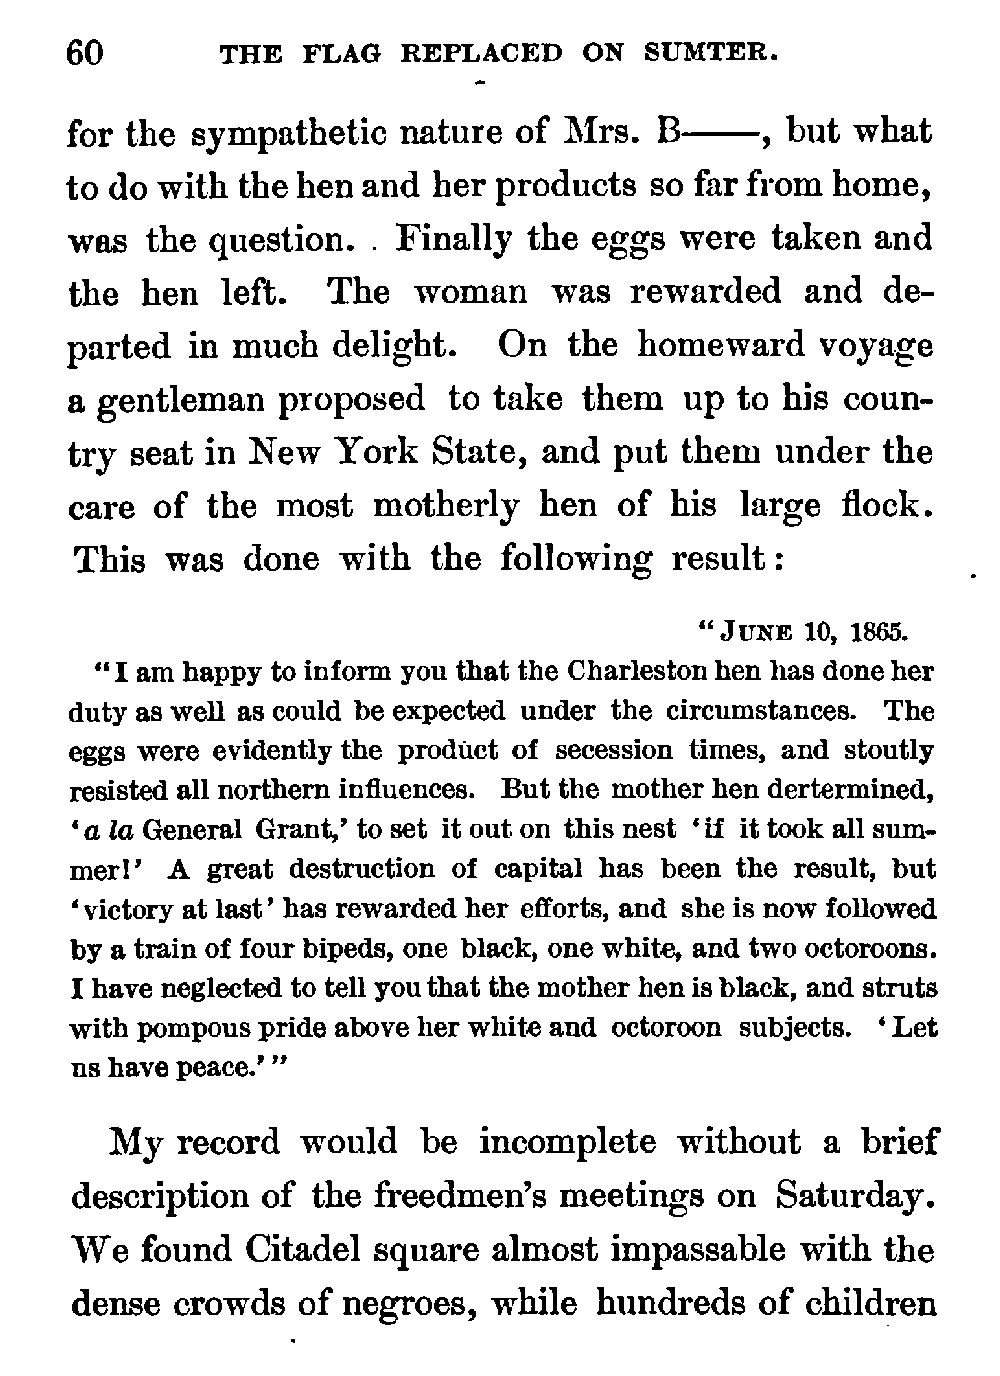 60 THE FLAG REPLACED ON SUMTER.
for the sympathetic nature of Mrs. B——, but what
to do with the hen and her products so far from home,
was the question. . Finally the eggs were taken and
the hen left. The woman was rewarded and de-
parted in much delight. On the homeward voyage
a gentleman proposed to take them up to his coun-
try seat in New York State, and put them under the
care of the most motherly hen of his large flock.
This was done with the following result:
"JUNE 10, 1865.
"I am happy to inform you that the Charleston hen has done her
duty as well as could be expected under the circumstances. The
eggs were evidently the product of secession times, and stoutly
resisted all northern influences. But the mother hen dertermined,
'a la General Grant,' to set it out on this nest 'if it took all sum-
mer!' A great destruction of capital has been the result, but
'victory at last' has rewarded her efforts, and she is now followed
by a train of four bipeds, one black, one white, and two octoroons.
I have neglected to tell you that the mother hen is black, and struts
with pompous pride above her white and octoroon subjects. 'Let
us have peace.'"
My record would be incomplete without a brief
description of the freedmen's meetings on Saturday.
We found Citadel square almost impassable with the
dense crowds of negroes, while hundreds of children